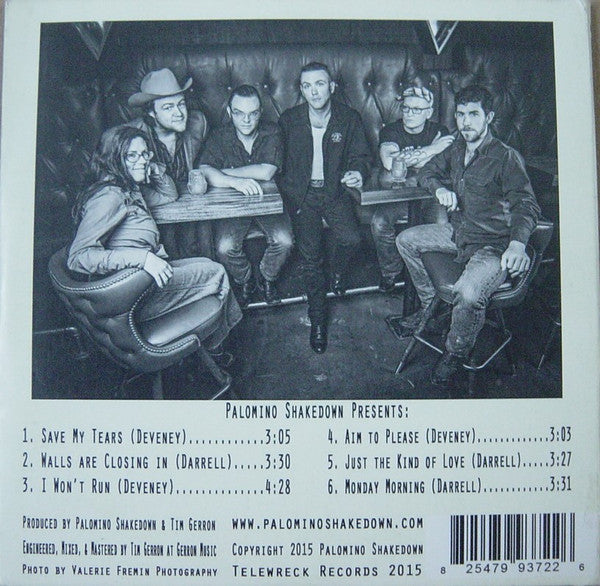 Palomino Shakedown Presents:
1. Save My Tears (Deveney)............3:05
2. Walls are Closing in (Darrell).....3:30
3. I Won't Run (Deveney)..............4:28
4. Aim to Please (Deveney)............3:03
5. Just the Kind of Love (Darrell).....3:27
6. Monday Morning (Darrell)...........3:31
Produced by Palomino Shakedown & Tim Gerron
Engineered, Mixed, & Mastered by Tim Gerron at Gerron Music
Photo by Valerie Fremin Photography
www.palominoshakedown.com
Copyright 2015 Palomino Shakedown
Telewreck Records 2015
8 25479 93722 6